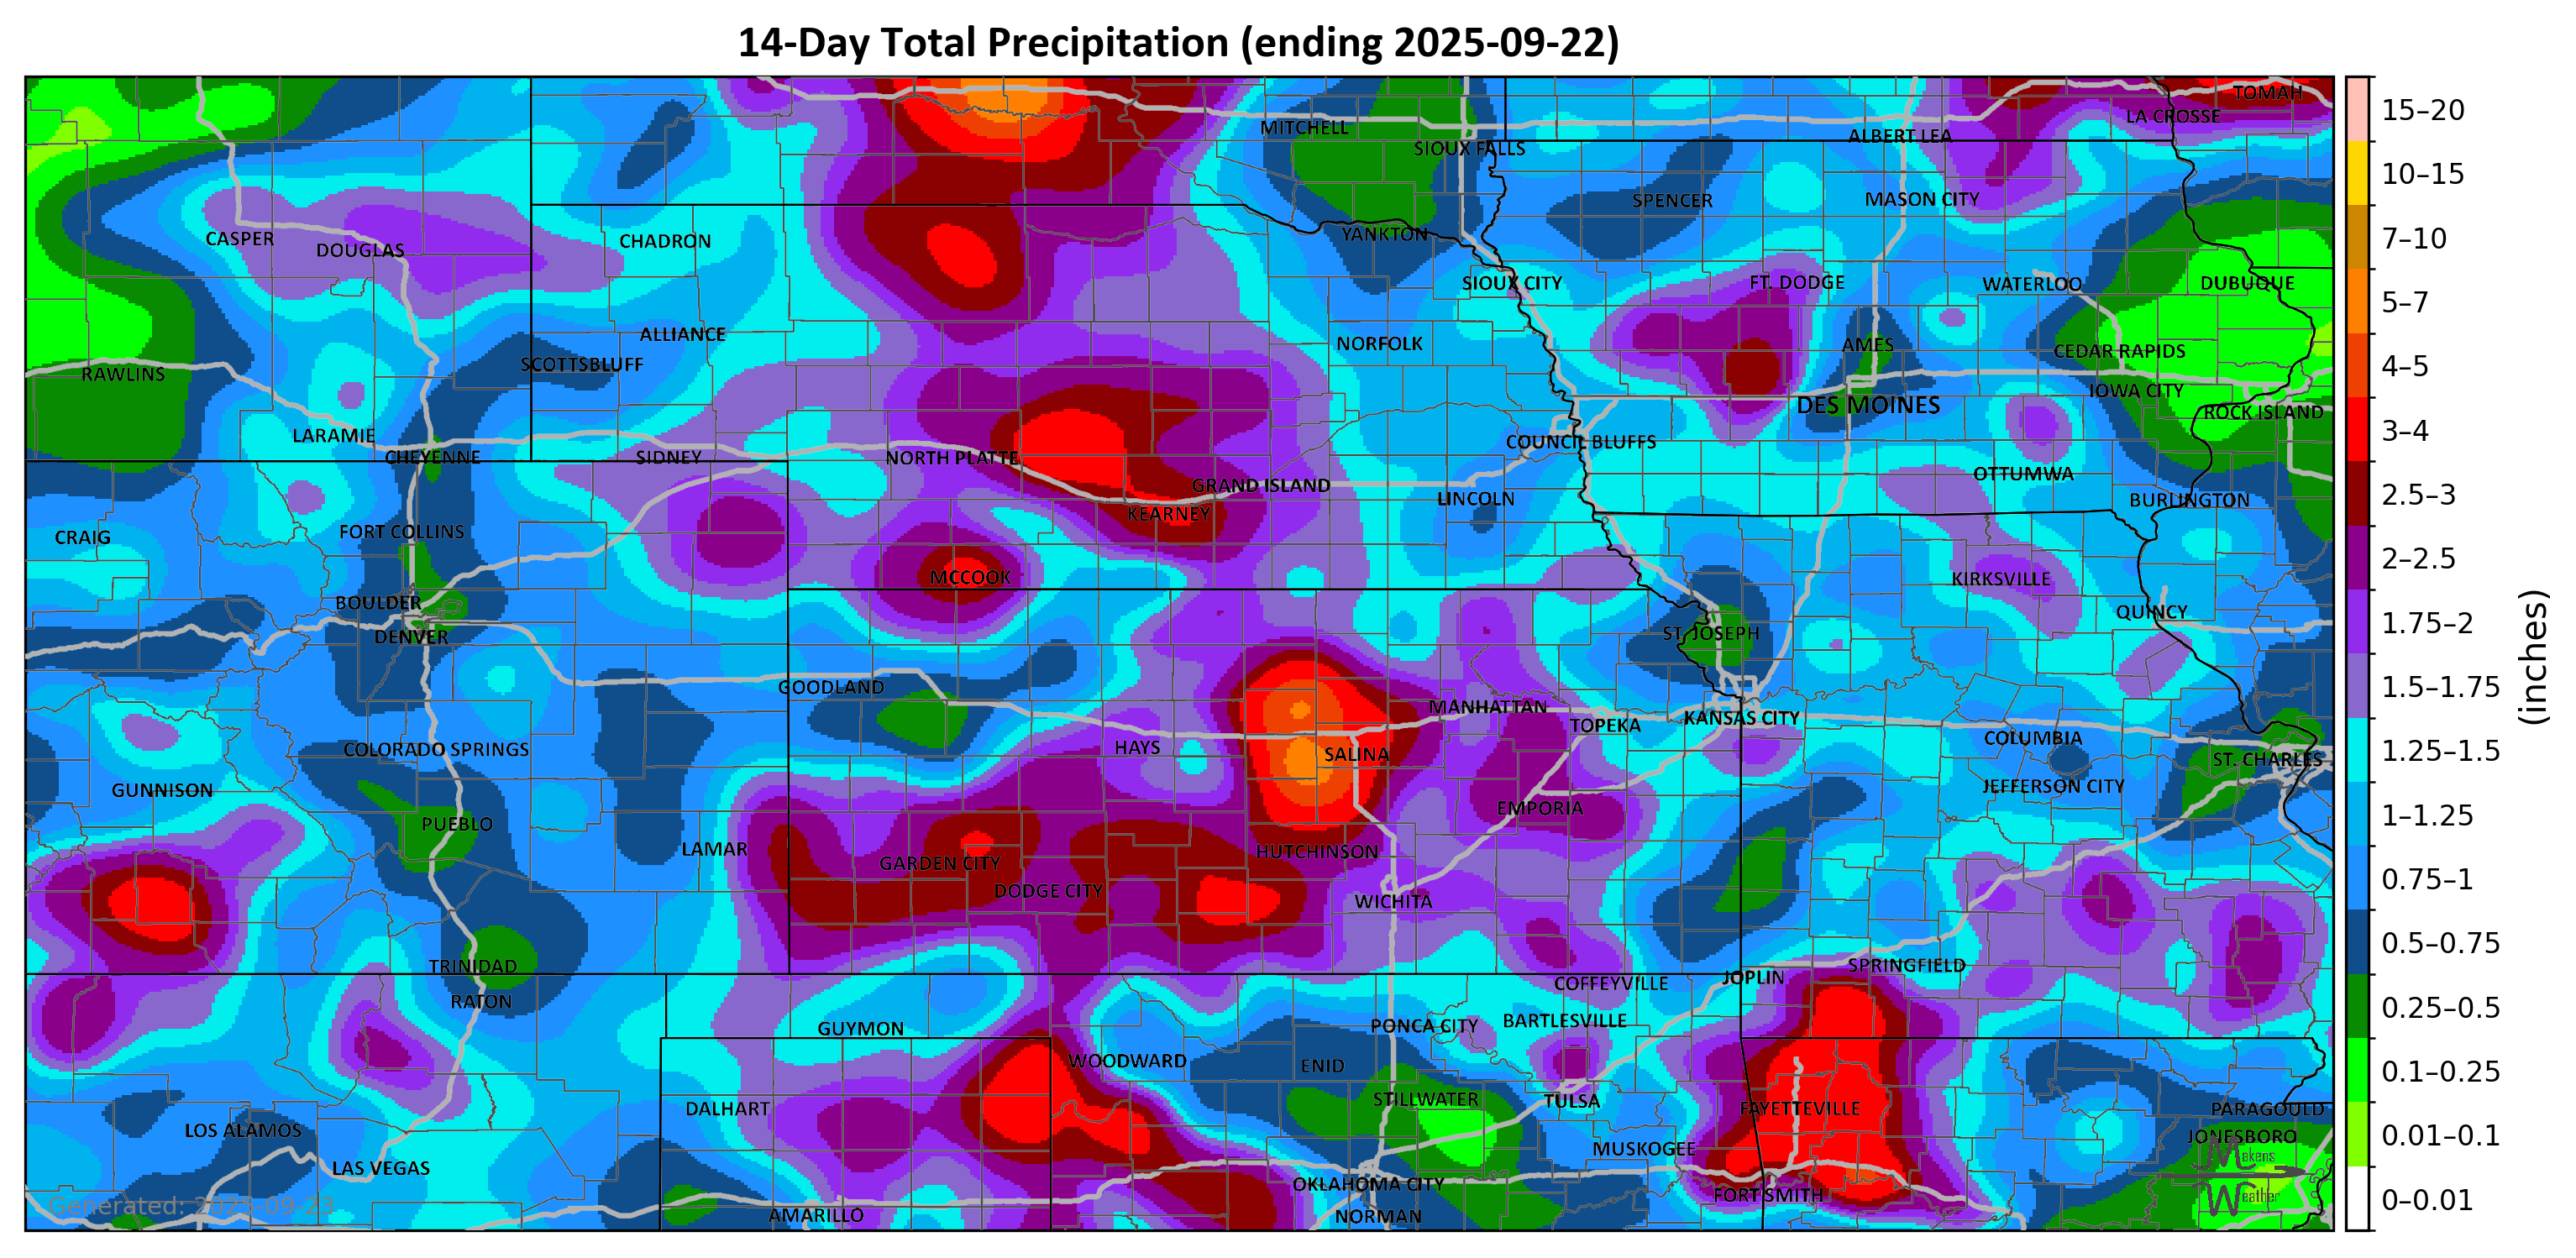 14-Day Total Precipitation (ending 2025-09-22)
TOMAH
LA CROSSE
MITCHELL
ALBERT LEA
SIOUX FALLS
SPENCER
MASON CITY
YANKTON
CASPER
CHADRON
DOUGLAS
SIOUX CITY
FT. DODGE
WATERLOO
DUBUQUE
ALLIANCE
NORFOLK
AMES
CEDAR RAPIDS
SCOTTSBLUFF
RAWLINS
IOWA CITY
DES MOINES
ROCK ISLAND
LARAMIE
COUNCIL BLUFFS
CHEYENNE
SIDNEY
NORTH PLATTE
OTTUMWA
GRAND ISLAND
LINCOLN
BURLINGTON
KEARNEY
FORT COLLINS
CRAIG
MCCOOK
KIRKSVILLE
BOULDER
QUINCY
DENVER
ST. JOSEPH
GOODLAND
MANHATTAN
TOPEKA
KANSAS CITY
COLUMBIA
COLORADO SPRINGS
HAYS
SALINA
ST. CHARLES
GUNNISON
JEFFERSON CITY
EMPORIA
PUEBLO
LAMAR
HUTCHINSON
GARDEN CITY
DODGE CITY
WICHITA
TRINIDAD
SPRINGFIELD
JOPLIN
COFFEYVILLE
RATON
GUYMON
PONCA CITY
BARTLESVILLE
WOODWARD
ENID
STILLWATER
TULSA
DALHART
FAYETTEVILLE
PARAGOULD
LOS ALAMOS
JONESBORO
MUSKOGEE
LAS VEGAS
OKLAHOMA CITY
FORT SMITH
AMARILLO
NORMAN
Generated: 2025-09-23
JMakens
Weather
15–20
10–15
7–10
5–7
4–5
3–4
2.5–3
2–2.5
1.75–2
1.5–1.75
1.25–1.5
1–1.25
0.75–1
0.5–0.75
0.25–0.5
0.1–0.25
0.01–0.1
0–0.01
(inches)